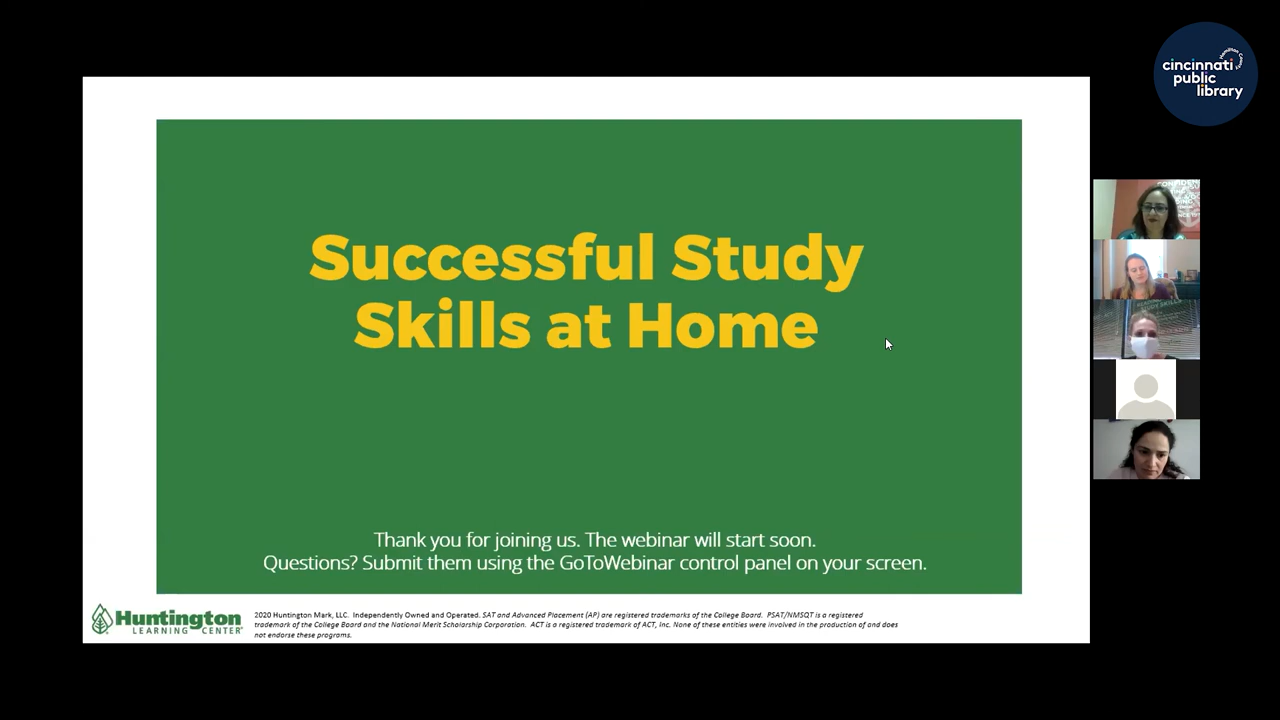 Successful Study
Skills at Home
Thank you for joining us. The webinar will start soon.
Questions? Submit them using the GoToWebinar control panel on your screen.
Huntington
LEARNING CENTER
2020 Huntington Mark, LLC. Independently Owned and Operated. SAT and Advanced Placement (AP) are registered trademarks of the College Board. PSAT/NMSQT is a registered
trademark of the College Board and the National Merit Scholarship Corporation. ACT is a registered trademark of ACT, Inc. None of these entities were involved in the production of and does
not endorse these programs.
cincinnati
public
library